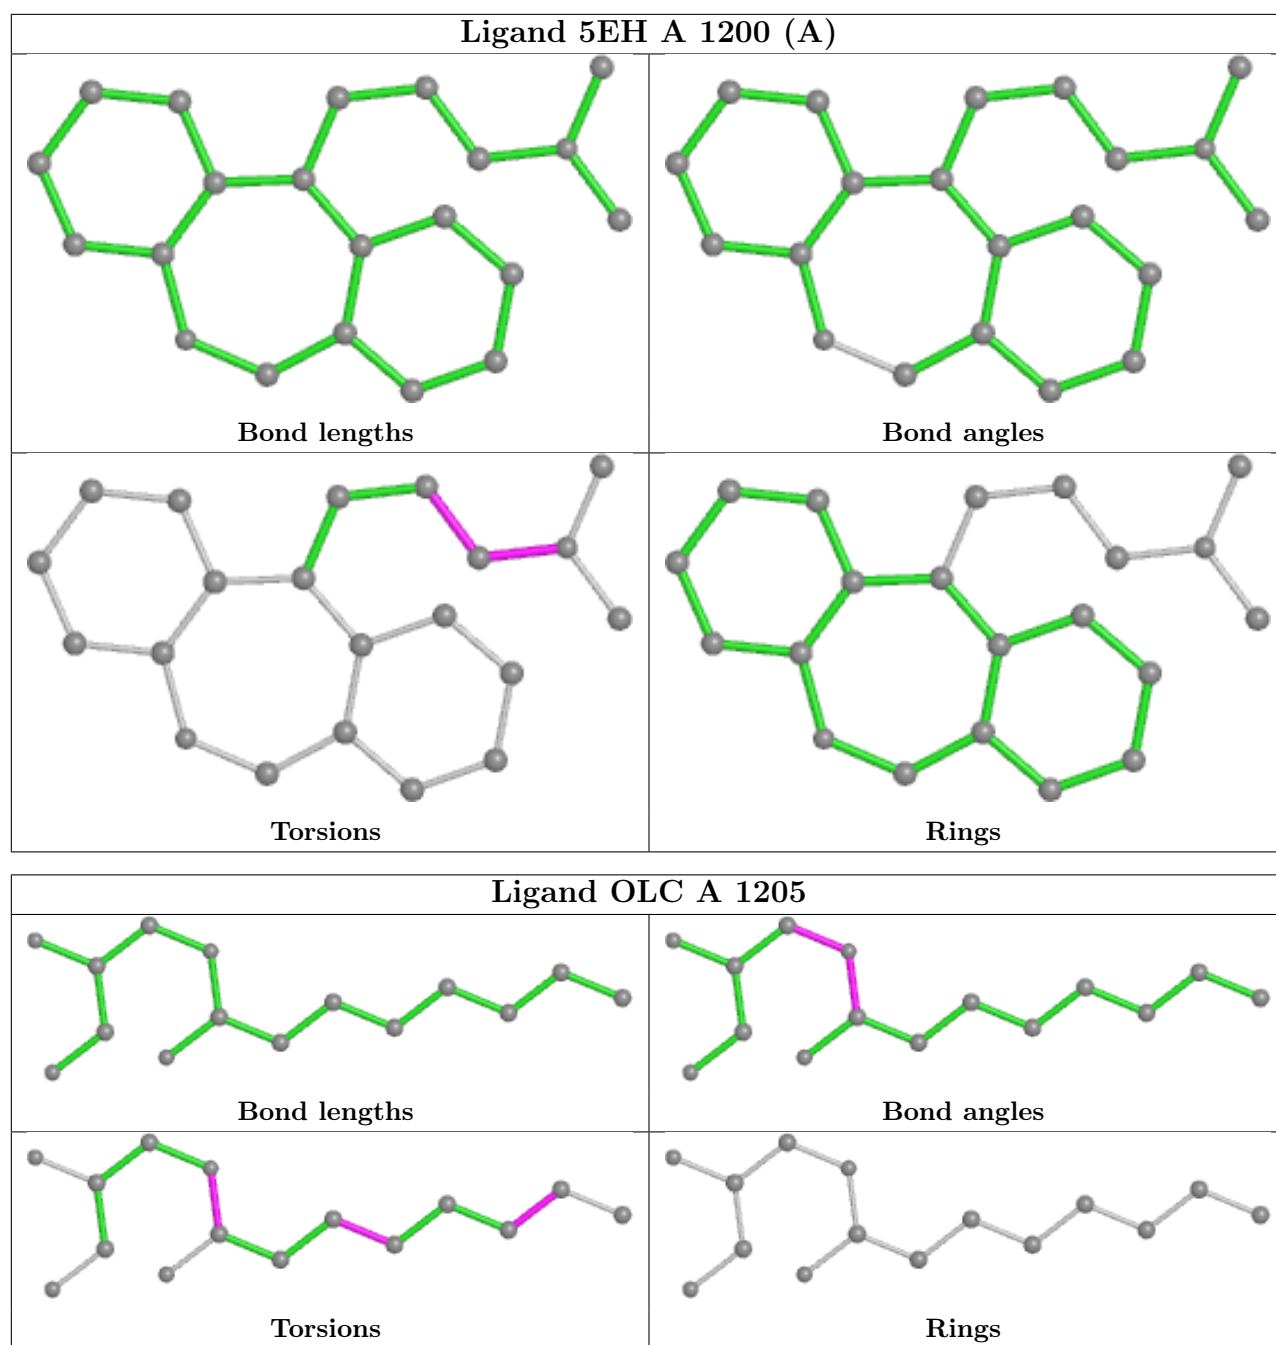 Ligand 5EH A 1200 (A)
Bond lengths
Bond angles
Torsions
Rings
Ligand OLC A 1205
Bond lengths
Bond angles
Torsions
Rings